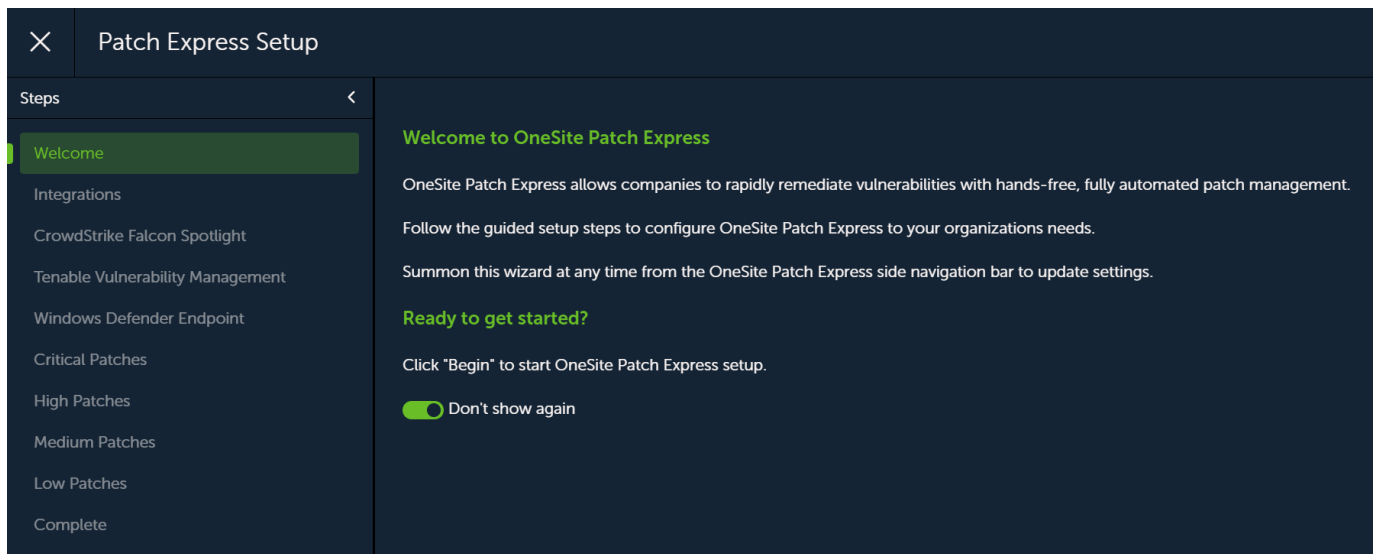 Patch Express Setup
Steps
Welcome
Integrations
CrowdStrike Falcon Spotlight
Tenable Vulnerability Management
Windows Defender Endpoint
Critical Patches
High Patches
Medium Patches
Low Patches
Complete
Welcome to OneSite Patch Express
OneSite Patch Express allows companies to rapidly remediate vulnerabilities with hands-free, fully automated patch management.
Follow the guided setup steps to configure OneSite Patch Express to your organizations needs.
Summon this wizard at any time from the OneSite Patch Express side navigation bar to update settings.
Ready to get started?
Click "Begin" to start OneSite Patch Express setup.
Don't show again